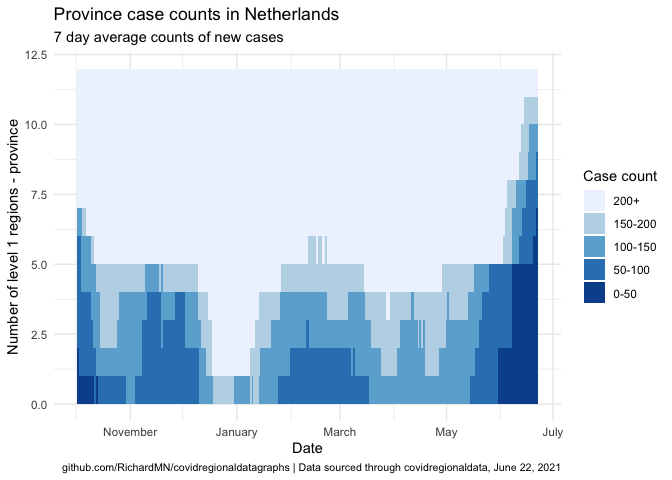 Province case counts in Netherlands
7 day average counts of new cases
12.5
10.0
7.5
5.0
2.5
0.0
Number of level 1 regions - province
November
January
March
May
July
Date
Case count
200+
150-200
100-150
50-100
0-50
github.com/RichardMN/covidregionaldatagraphs | Data sourced through covidregionaldata, June 22, 2021